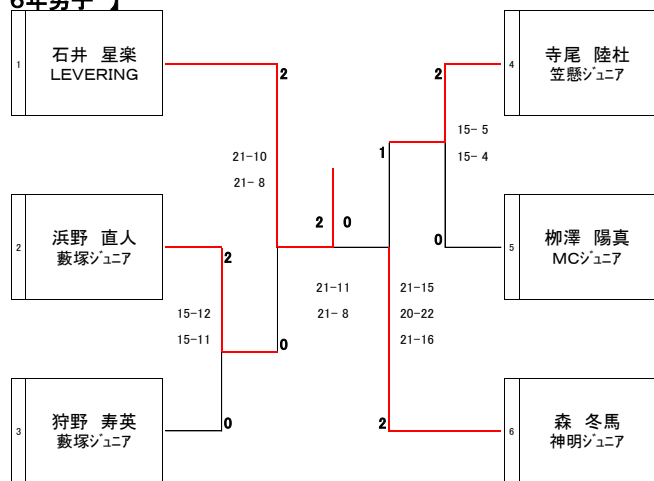 6年男子 】
1
石井 星楽
LEVERING
2
浜野 直人
藪塚ジュニア
3
狩野 寿英
藪塚ジュニア
2
21-10
21- 8
2
15-12
15-11
0
0
2 0
21-11
21- 8
1
21-15
20-22
21-16
2
2
15- 5
15- 4
0
4
寺尾 陸杜
笠懸ジュニア
5
栁澤 陽真
MCジュニア
6
森 冬馬
神明ジュニア